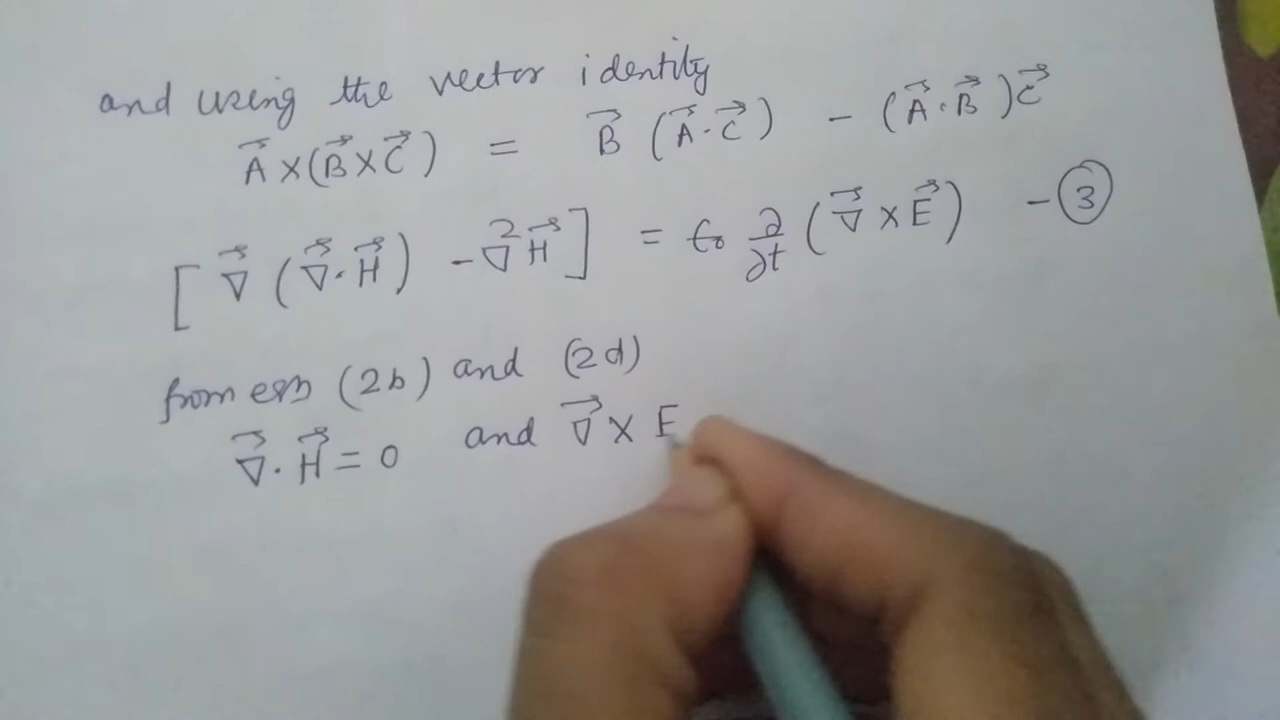 and using the vector identity
A⃗ × (B⃗ × C⃗) = B⃗ (A⃗ · C⃗) - (A⃗ · B⃗) C⃗
[∇⃗ (∇⃗ · H⃗) - ∇²H⃗] = ϵ₀ ∂/∂t (∇⃗ × E⃗) - ③
from eqn (2b) and (2d)
∇⃗ · H⃗ = 0 and ∇⃗ × E